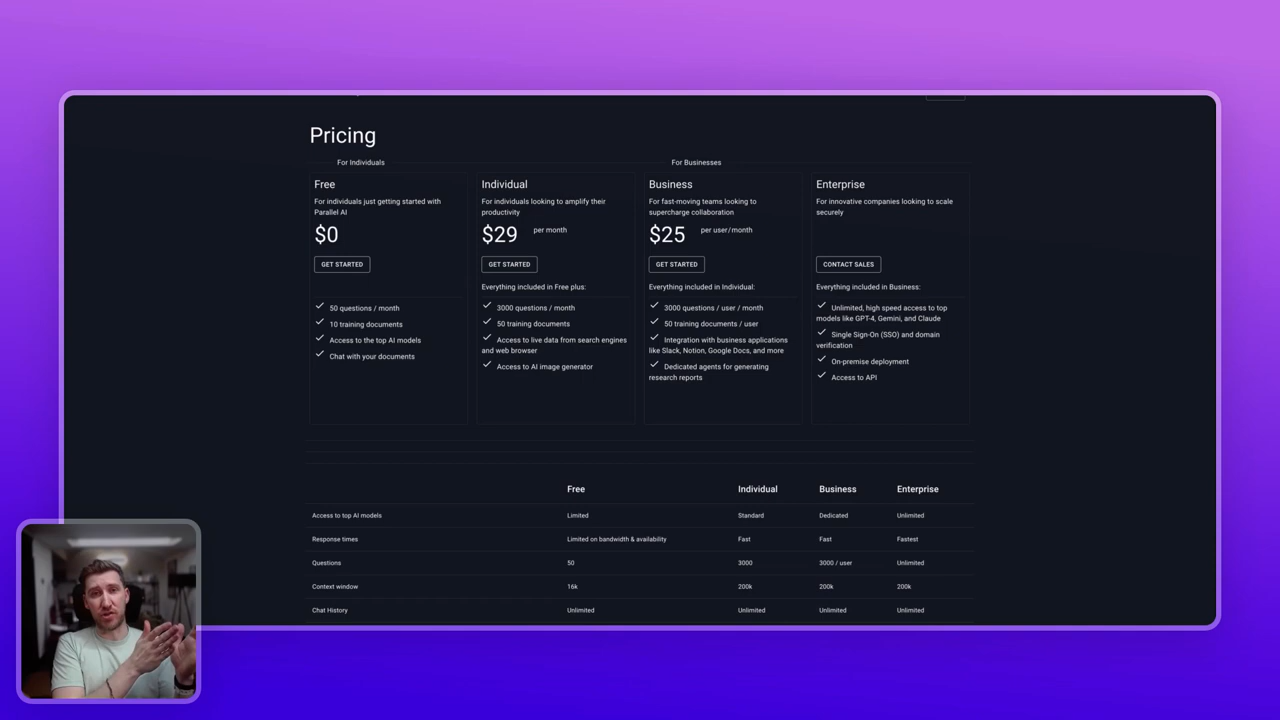 Pricing
For Individuals
For Businesses
Free
For individuals just getting started with
Parallel AI
$0
GET STARTED
50 questions / month
10 training documents
Access to the top AI models
Chat with your documents
Individual
For individuals looking to amplify their
productivity
$29 per month
GET STARTED
Everything included in Free plus:
3000 questions / month
50 training documents
Access to live data from search engines
and web browser
Access to AI image generator
Business
For fast-moving teams looking to
supercharge collaboration
$25 per user/month
GET STARTED
Everything included in Individual:
3000 questions / user / month
50 training documents / user
Integration with business applications
like Slack, Notion, Google Docs, and more
Dedicated agents for generating
research reports
Enterprise
For innovative companies looking to scale
securely
CONTACT SALES
Everything included in Business:
Unlimited, high speed access to top
models like GPT-4, Gemini, and Claude
Single Sign-On (SSO) and domain
verification
On-premise deployment
Access to API
Free Individual Business Enterprise
Access to top AI models Limited Standard Dedicated Unlimited
Response times Limited on bandwidth & availability Fast Fast Fastest
Questions 50 3000 3000 / user Unlimited
Context window 16k 200k 200k 200k
Chat History Unlimited Unlimited Unlimited Unlimited